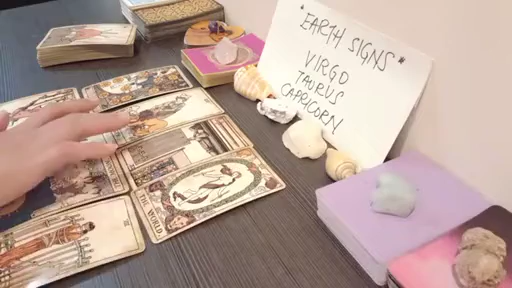 *EARTH SIGNS*
VIRGO
TAURUS
CAPRICORN
THE WORLD.